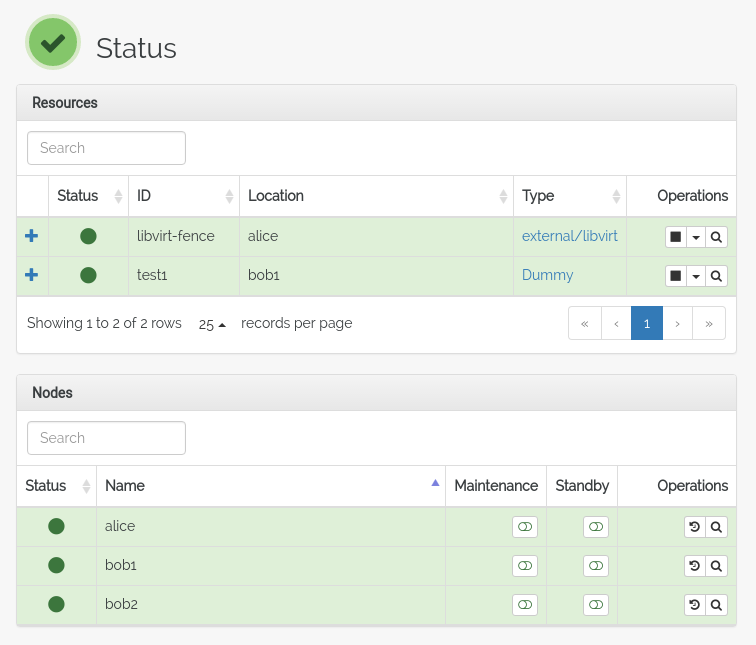 Status
Resources
Search
Status ID Location Type Operations
libvirt-fence alice external/libvirt
test1 bob1 Dummy
Showing 1 to 2 of 2 rows 25 records per page « ‹ 1 › »
Nodes
Search
Status Name Maintenance Standby Operations
alice
bob1
bob2